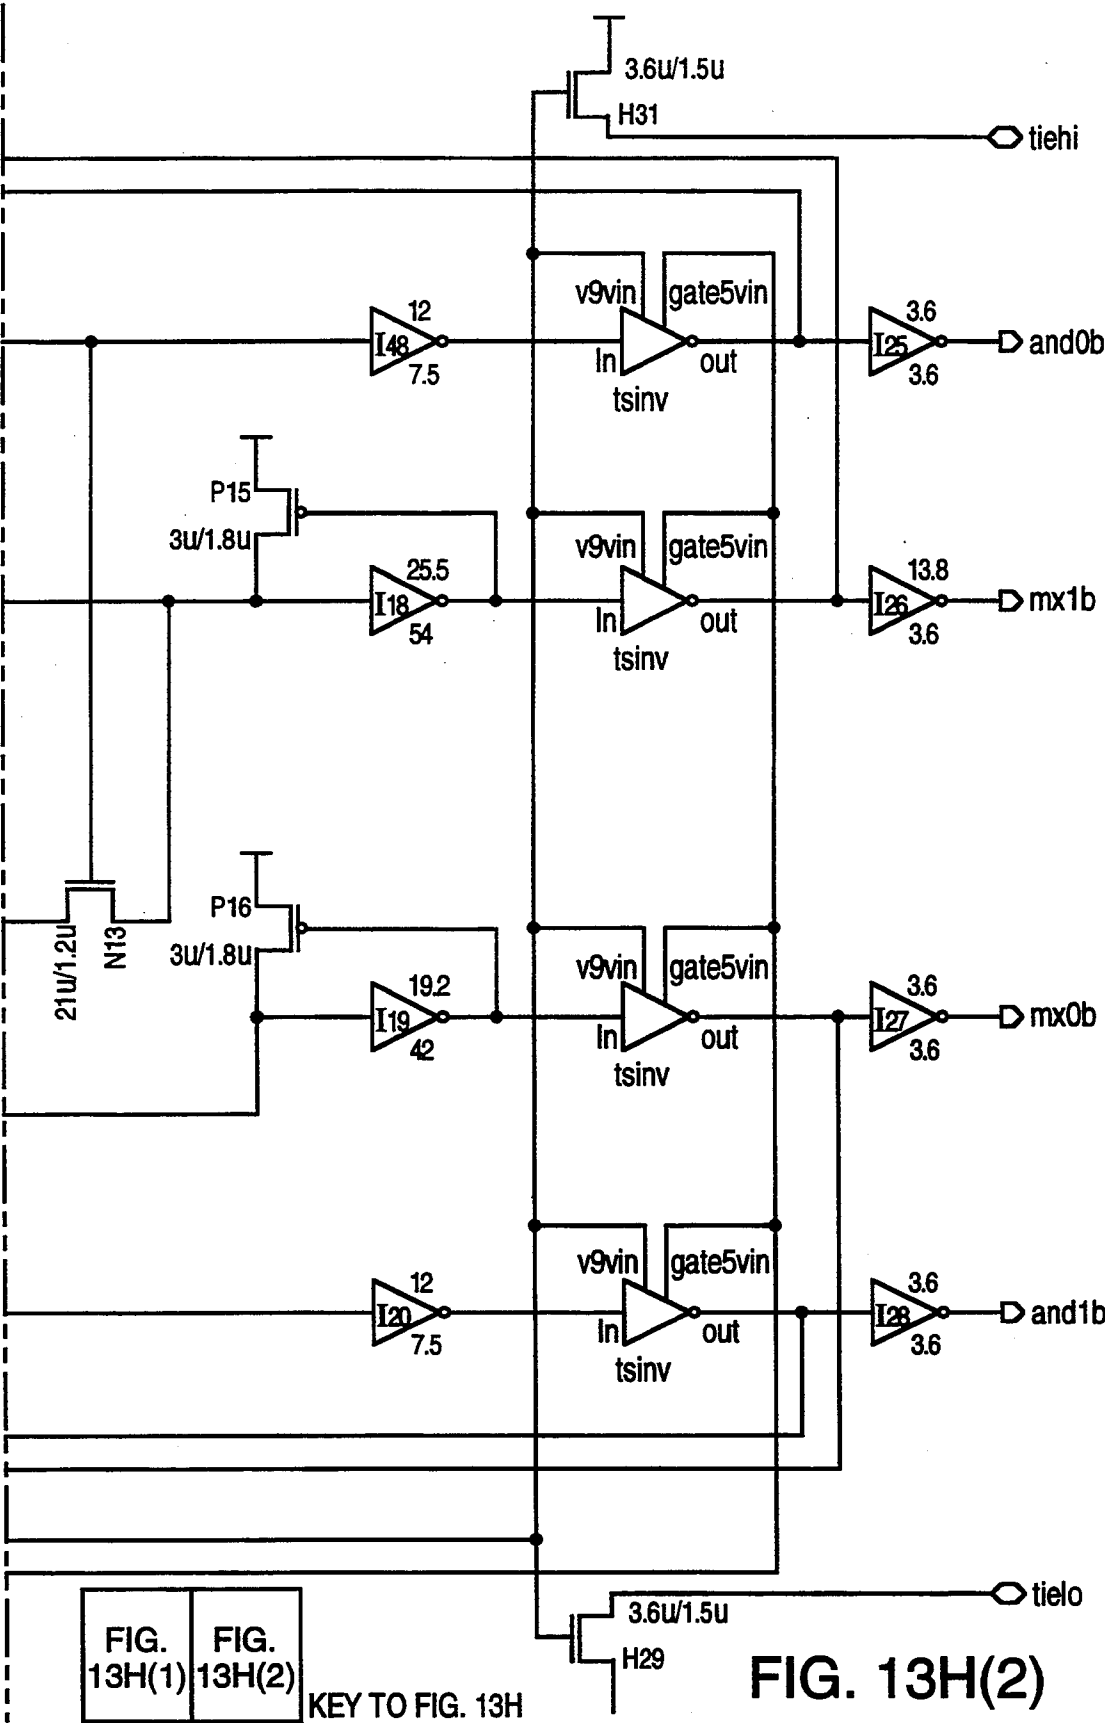 3.6u/1.5u
H31
tiehi
v9vin
gate5vin
12
I48
7.5
In
out
tsinv
3.6
I25
3.6
and0b
P15
3u/1.8u
v9vin
gate5vin
25.5
I18
54
In
out
tsinv
13.8
I26
3.6
mx1b
21u/1.2u
N13
P16
3u/1.8u
v9vin
gate5vin
19.2
I19
42
In
out
tsinv
3.6
I27
3.6
mx0b
v9vin
gate5vin
12
I20
7.5
In
out
tsinv
3.6
I28
3.6
and1b
tielo
3.6u/1.5u
H29
FIG.
13H(1)
FIG.
13H(2)
KEY TO FIG. 13H
FIG. 13H(2)